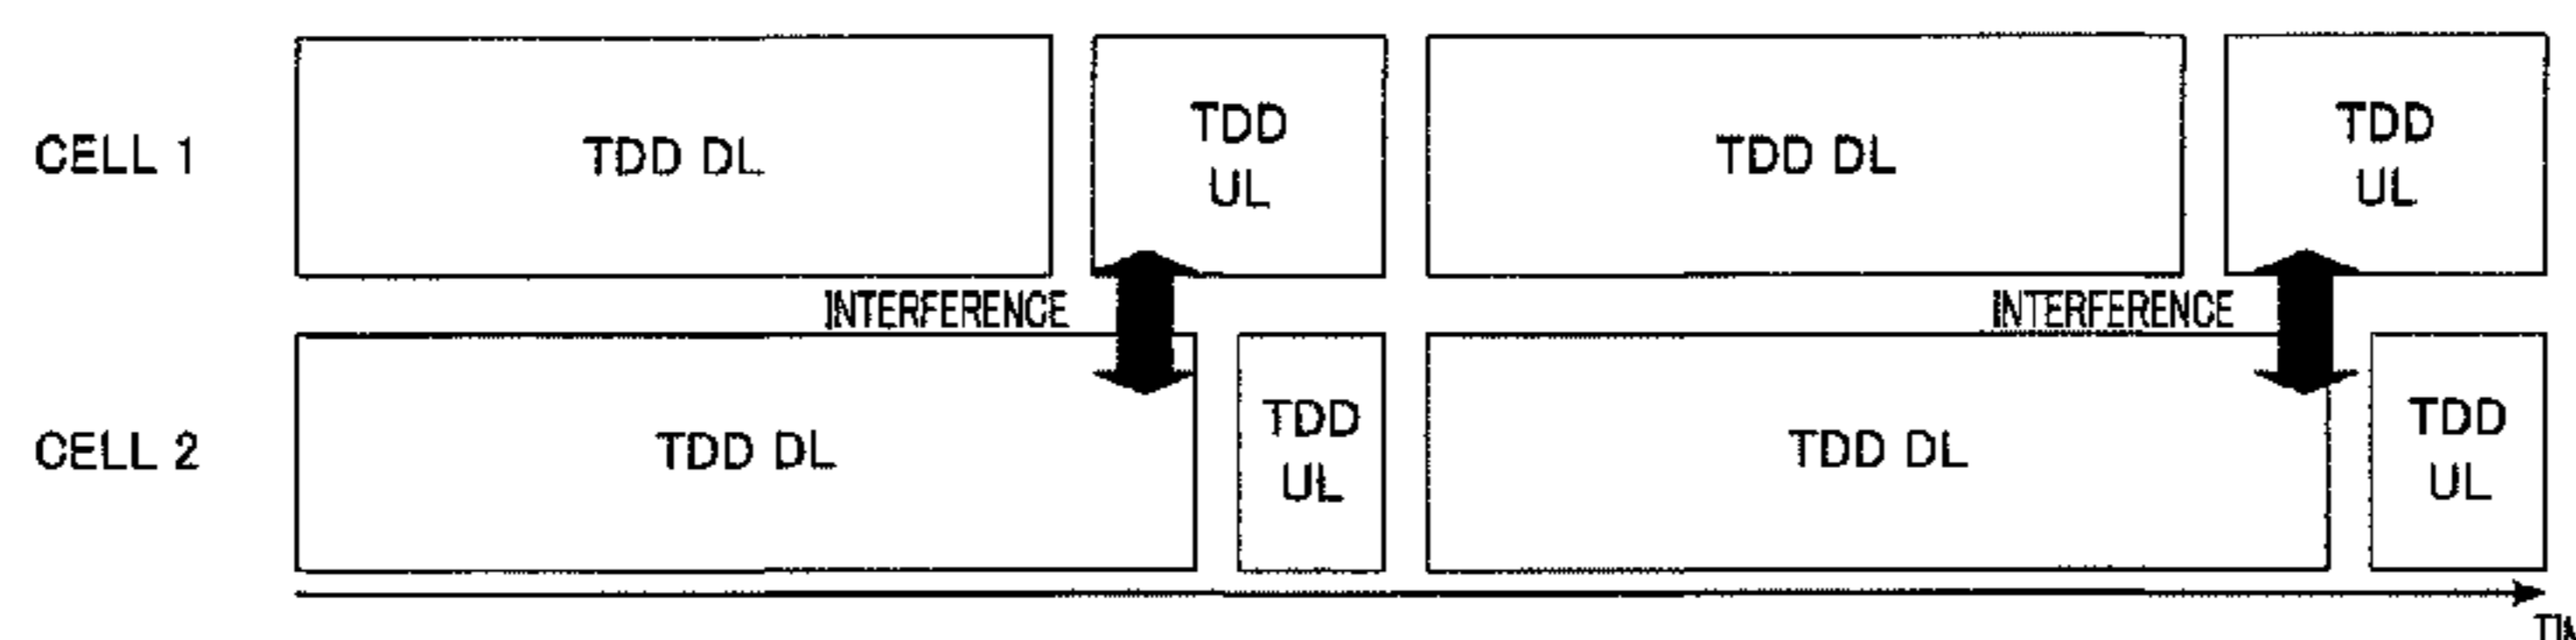 CELL 1
TDD DL
TDD
UL
TDD DL
TDD
UL
INTERFERENCE
INTERFERENCE
CELL 2
TDD DL
TDD
UL
TDD DL
TDD
UL